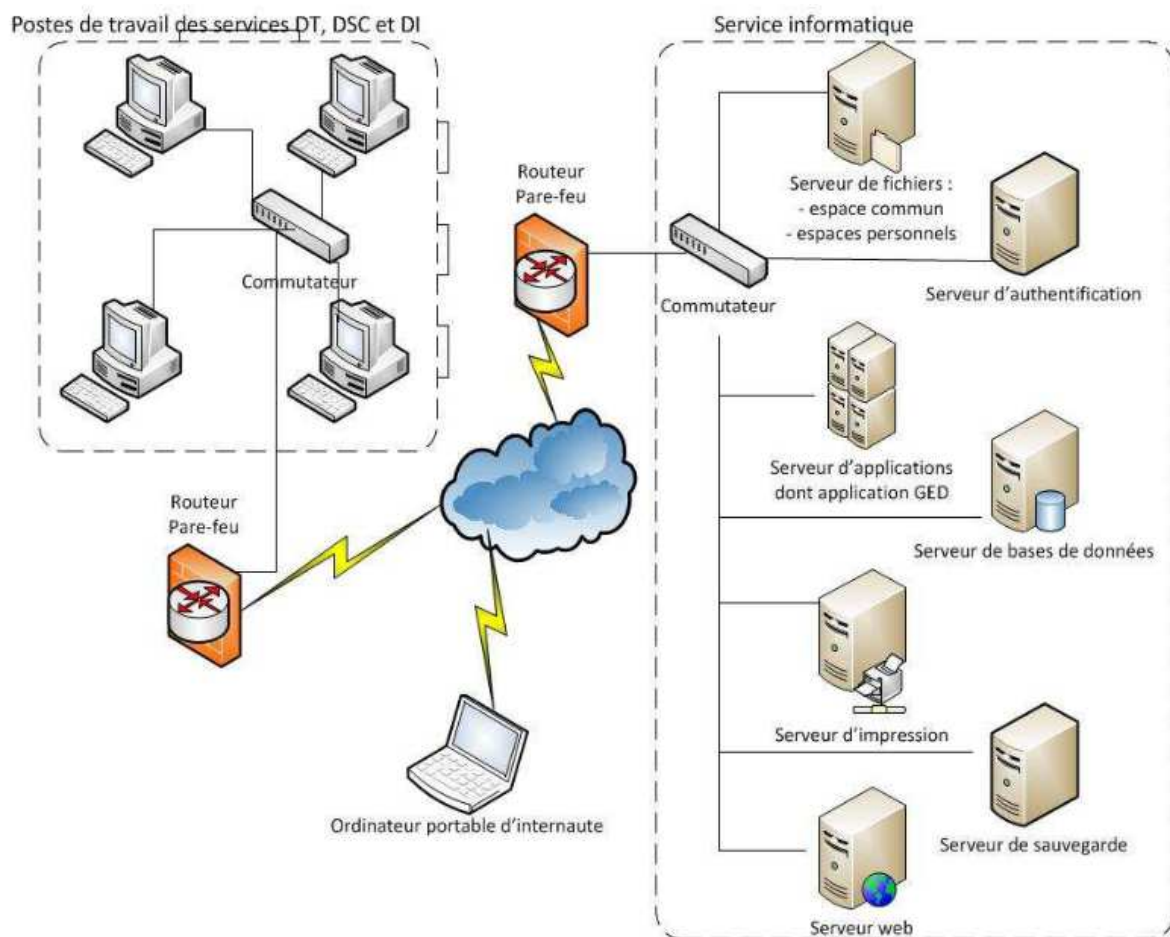 Postes de travail des services DT, DSC et DI
Commutateur
Routeur
Pare-feu
Ordinateur portable d'internaute
Routeur
Pare-feu
Service informatique
Serveur de fichiers :
- espace commun
- espaces personnels
Commutateur
Serveur d'authentification
Serveur d'applications
dont application GED
Serveur de bases de données
Serveur d'impression
Serveur de sauvegarde
Serveur web